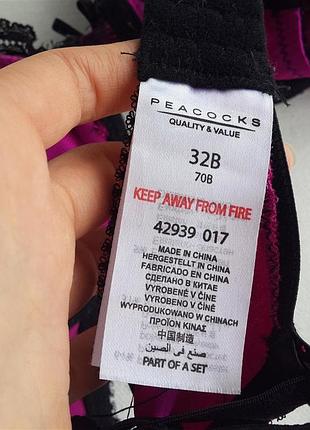 PEACOCKS
QUALITY & VALUE
32B
70B
KEEP AWAY FROM FIRE
42939 017
MADE IN CHINA
HERGESTELLT IN CHINA
FABRICADO EN CHINA
СДЕЛАНО В КИТАЕ
VYROBENÉ V ČÍNE
VYROBENO V ČÍNĚ
WYPRODUKOWANO W CHINACH
ΠΡΟΪΟΝ ΚΙΝΑΣ
中国制造
صنع في الصين
PART OF A SET